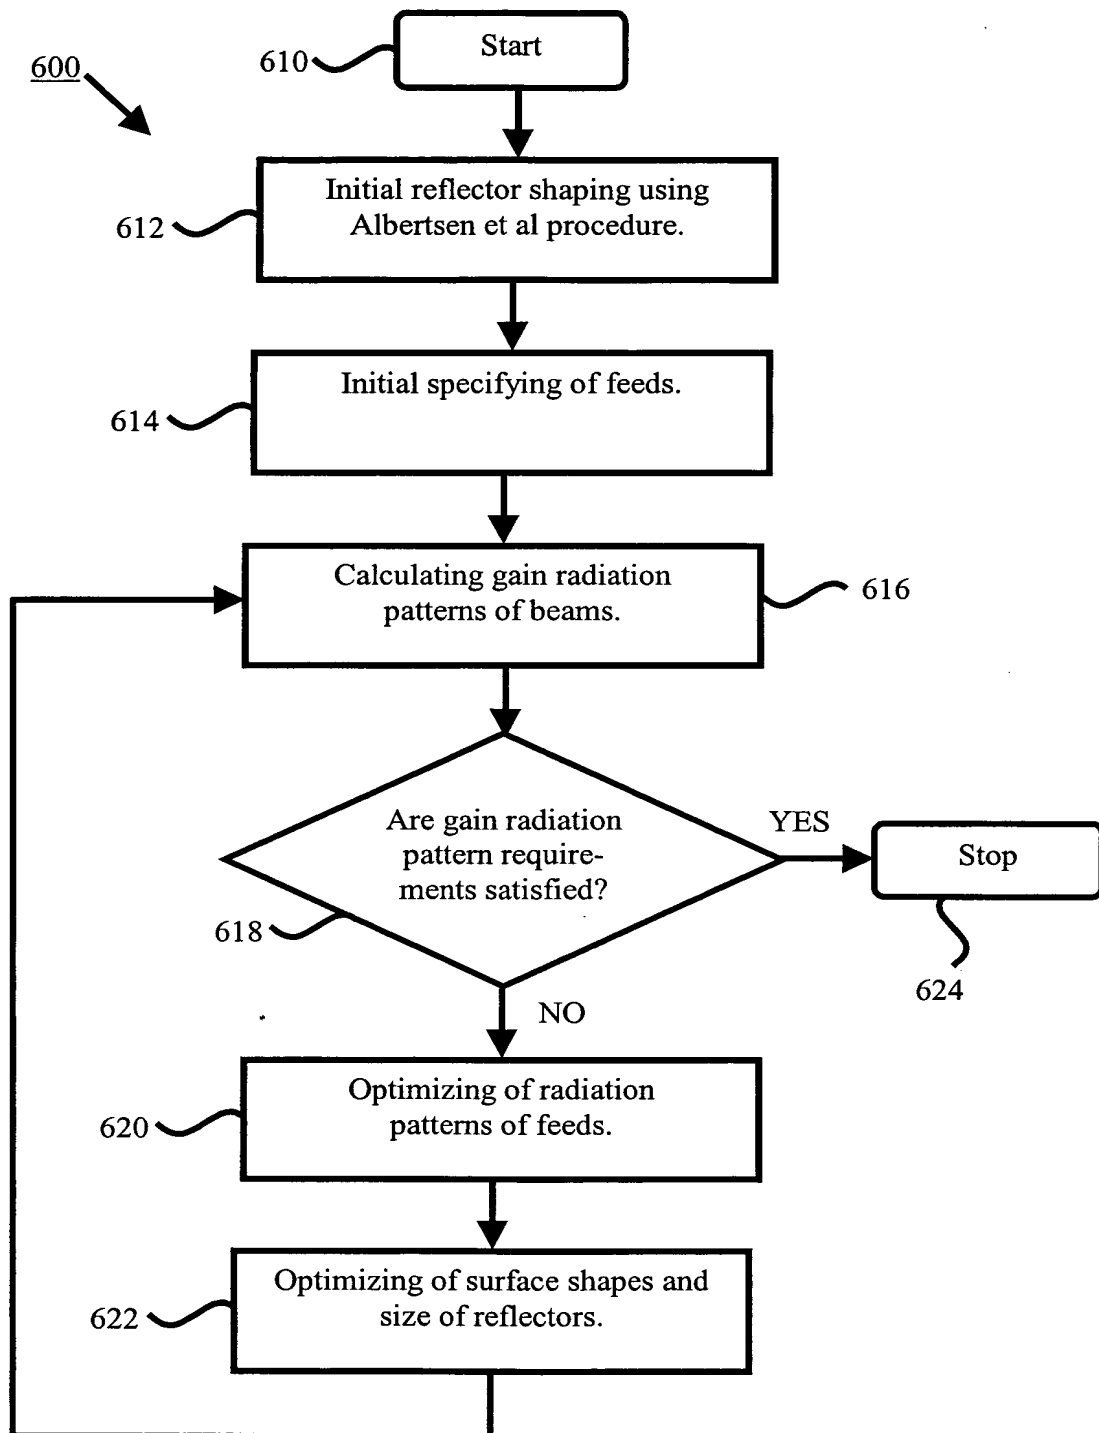 Start
610
600
Initial reflector shaping using
Albertsen et al procedure.
612
Initial specifying of feeds.
614
Calculating gain radiation
patterns of beams.
616
Are gain radiation
pattern require-
ments satisfied?
YES
Stop
618
624
NO
Optimizing of radiation
patterns of feeds.
620
Optimizing of surface shapes and
size of reflectors.
622